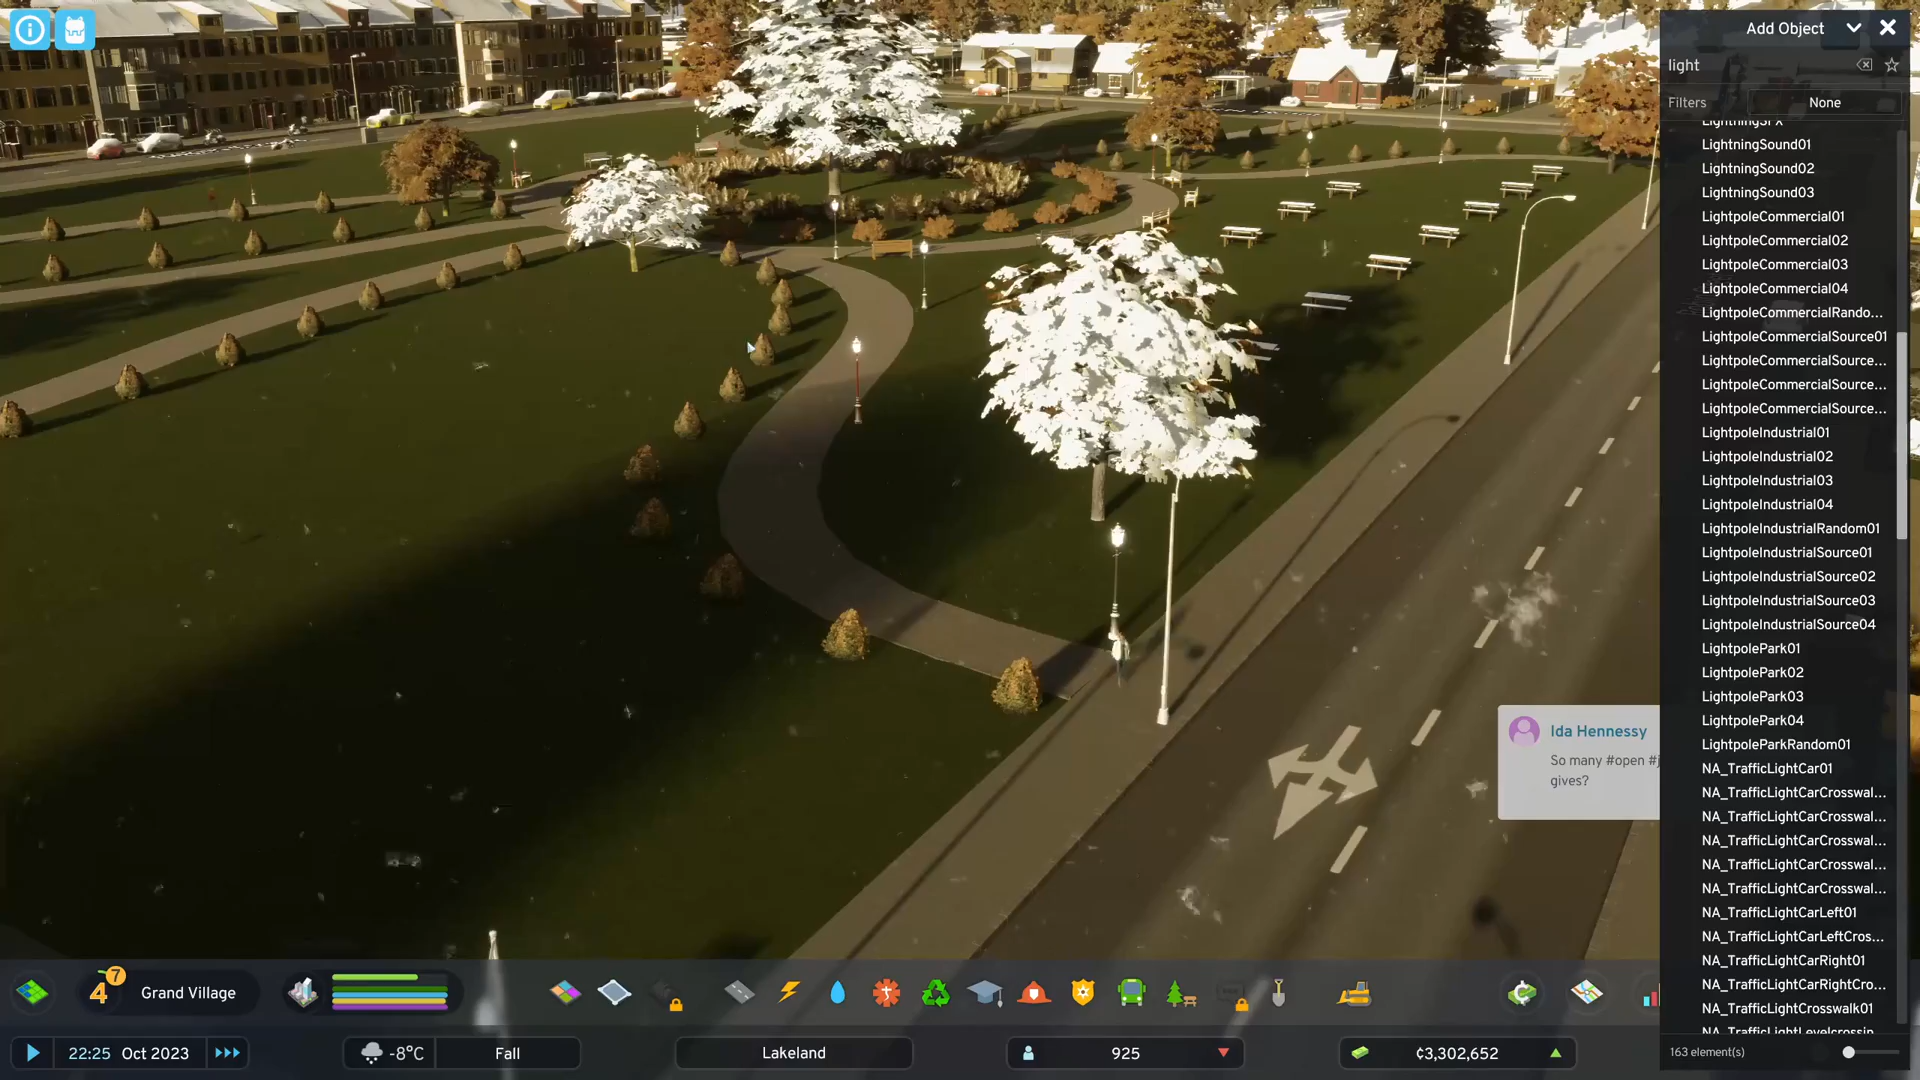 Add Object
light
Filters
None
LightningSFX
LightningSound01
LightningSound02
LightningSound03
LightpoleCommercial01
LightpoleCommercial02
LightpoleCommercial03
LightpoleCommercial04
LightpoleCommercialRando...
LightpoleCommercialSource01
LightpoleCommercialSource...
LightpoleCommercialSource...
LightpoleCommercialSource...
LightpoleIndustrial01
LightpoleIndustrial02
LightpoleIndustrial03
LightpoleIndustrial04
LightpoleIndustrialRandom01
LightpoleIndustrialSource01
LightpoleIndustrialSource02
LightpoleIndustrialSource03
LightpoleIndustrialSource04
LightpolePark01
LightpolePark02
LightpolePark03
LightpolePark04
LightpoleParkRandom01
NA_TrafficLightCar01
NA_TrafficLightCarCrosswal...
NA_TrafficLightCarCrosswal...
NA_TrafficLightCarCrosswal...
NA_TrafficLightCarCrosswal...
NA_TrafficLightCarCrosswal...
NA_TrafficLightCarLeft01
NA_TrafficLightCarLeftCros...
NA_TrafficLightCarRight01
NA_TrafficLightCarRightCro...
NA_TrafficLightCrosswalk01
NA_TrafficLightLevelcrossin
163 element(s)
Ida Hennessy
So many #open #j
gives?
4
7
Grand Village
22:25 Oct 2023
-8°C
Fall
Lakeland
925
¢3,302,652